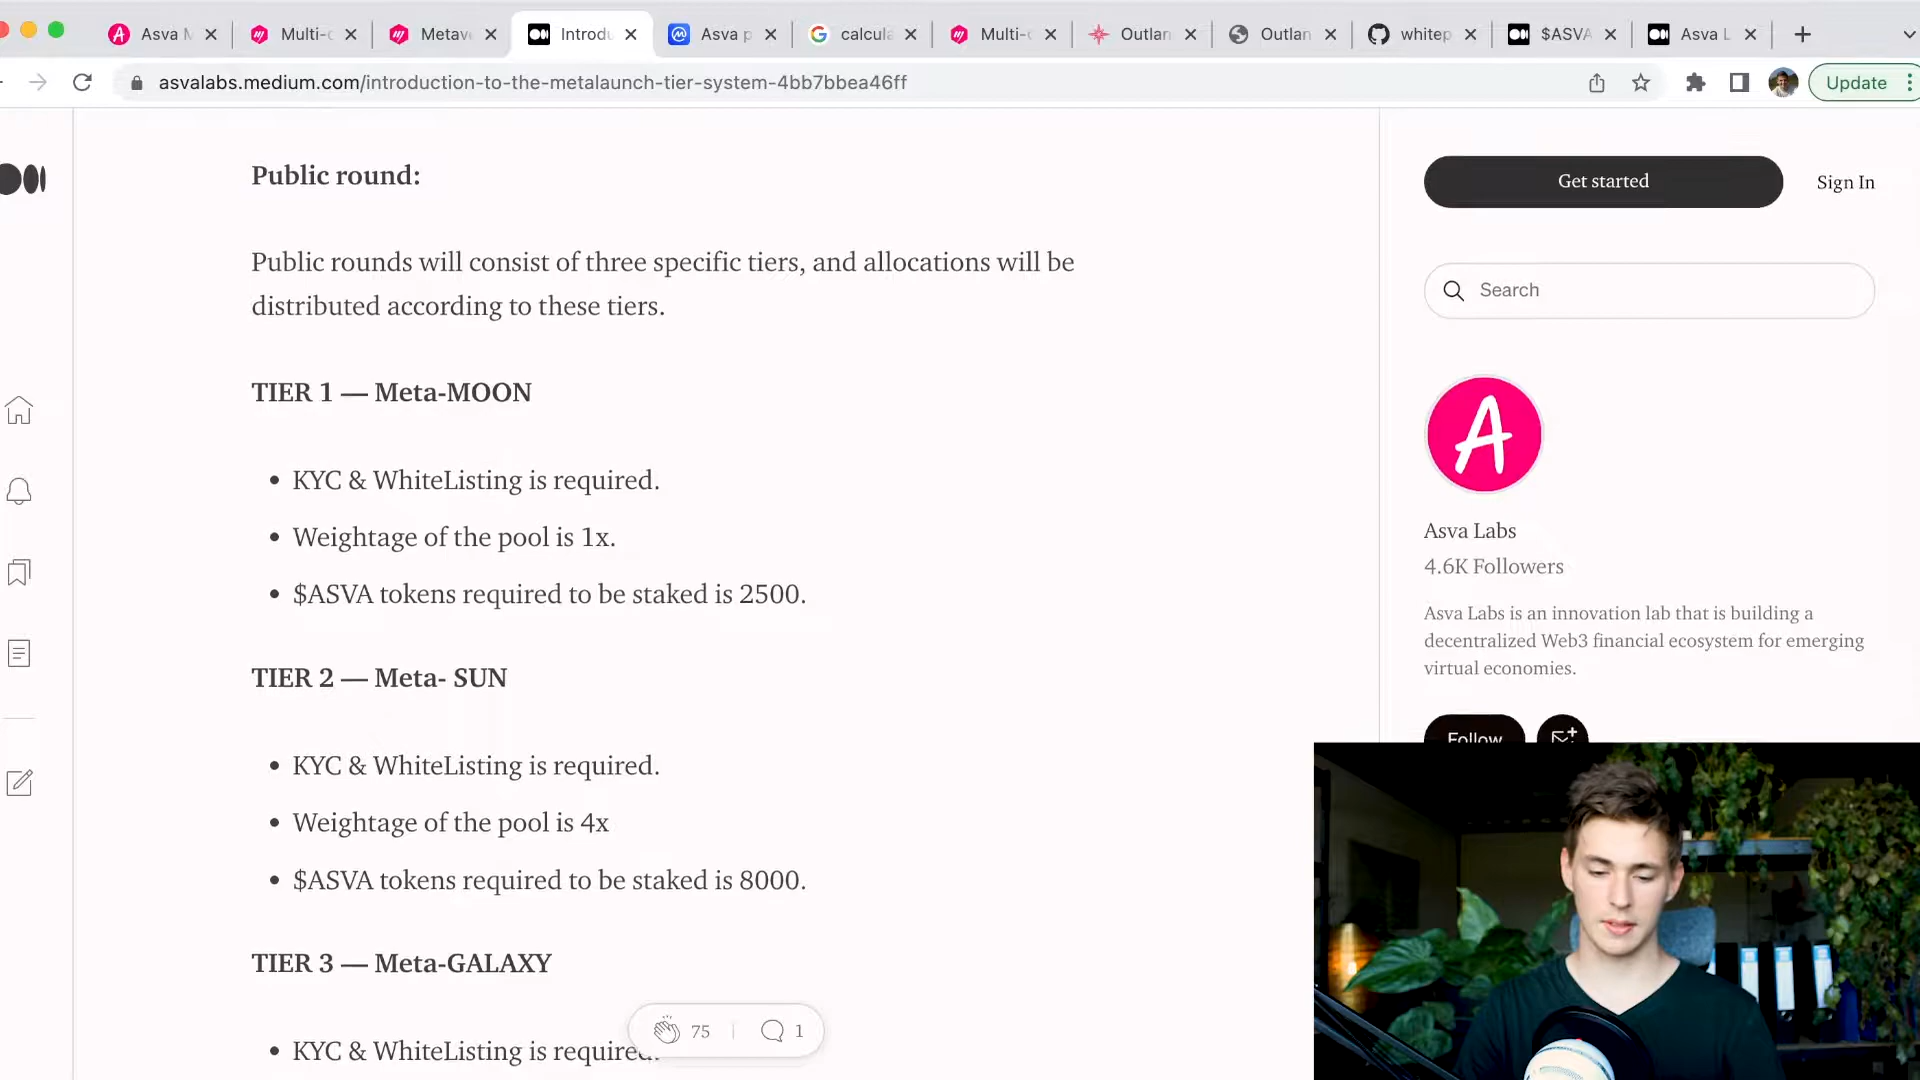 Asva M
Multi-c
Metave
Introdu
Asva p
calcula
Multi-c
Outlan
Outlan
whitep
$ASVA
Asva L
asvalabs.medium.com/introduction-to-the-metalaunch-tier-system-4bb7bbea46ff
Update
Public round:
Public rounds will consist of three specific tiers, and allocations will be
distributed according to these tiers.
TIER 1 — Meta-MOON
• KYC & WhiteListing is required.
• Weightage of the pool is 1x.
• $ASVA tokens required to be staked is 2500.
TIER 2 — Meta- SUN
• KYC & WhiteListing is required.
• Weightage of the pool is 4x
• $ASVA tokens required to be staked is 8000.
TIER 3 — Meta-GALAXY
• KYC & WhiteListing is required.
75
1
Get started
Sign In
Search
A
Asva Labs
4.6K Followers
Asva Labs is an innovation lab that is building a
decentralized Web3 financial ecosystem for emerging
virtual economies.
Follow